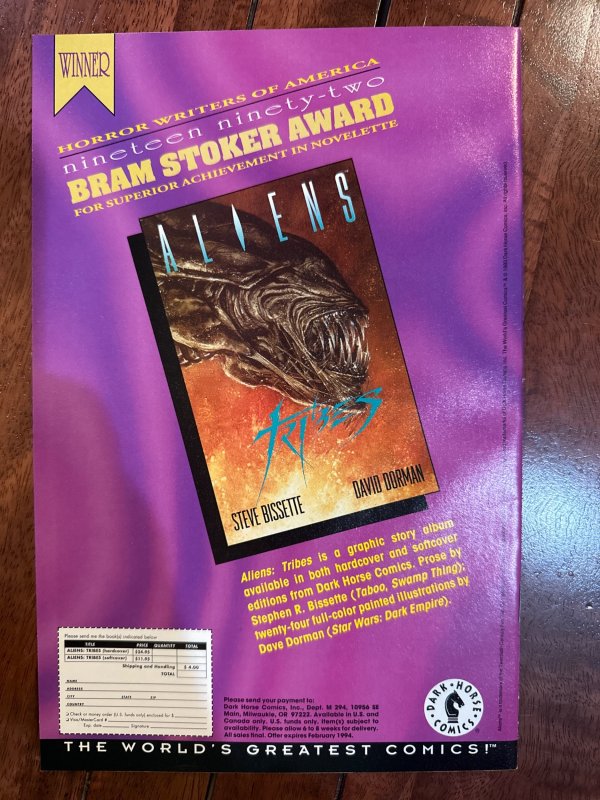 WINNER
HORROR WRITERS OF AMERICA
nineteen ninety-two
BRAM STOKER AWARD
FOR SUPERIOR ACHIEVEMENT IN NOVELETTE
ALIENS
TRIBES
STEVE BISSETTE
DAVID DORMAN
Aliens: Tribes is a graphic story album
available in both hardcover and softcover
editions from Dark Horse Comics. Prose by
Stephen R. Bissette (Taboo, Swamp Thing);
twenty-four full-color painted illustrations by
Dave Dorman (Star Wars: Dark Empire).
Please send me the book(s) indicated below
TITLE PRICE QUANTITY TOTAL
ALIENS: TRIBES (hardcover) $24.95
ALIENS: TRIBES (softcover) $11.95
Shipping and Handling $ 4.00
TOTAL
NAME
ADDRESS
CITY STATE ZIP
COUNTRY
Check or money order (U.S. funds only) enclosed for $
Visa/MasterCard #
Exp. date Signature
Please send your payment to:
Dark Horse Comics, Inc., Dept. M 294, 10956 SE
Main, Milwaukie, OR 97222. Available in U.S. and
Canada only. U.S. funds only. Item(s) subject to
availability. Please allow 6 to 8 weeks for delivery.
All sales final. Offer expires February 1994.
DARK HORSE COMICS
THE WORLD'S GREATEST COMICS!™